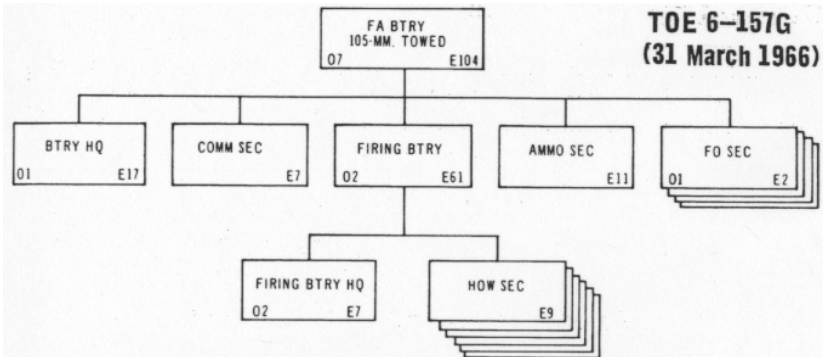 FA BTRY
105-MM, TOWED
O7 E104
TOE 6-157G
(31 March 1966)
BTRY HQ
O1 E17
COMM SEC
E7
FIRING BTRY
O2 E61
AMMO SEC
E11
FO SEC
O1 E2
FIRING BTRY HQ
O2 E7
HOW SEC
E9